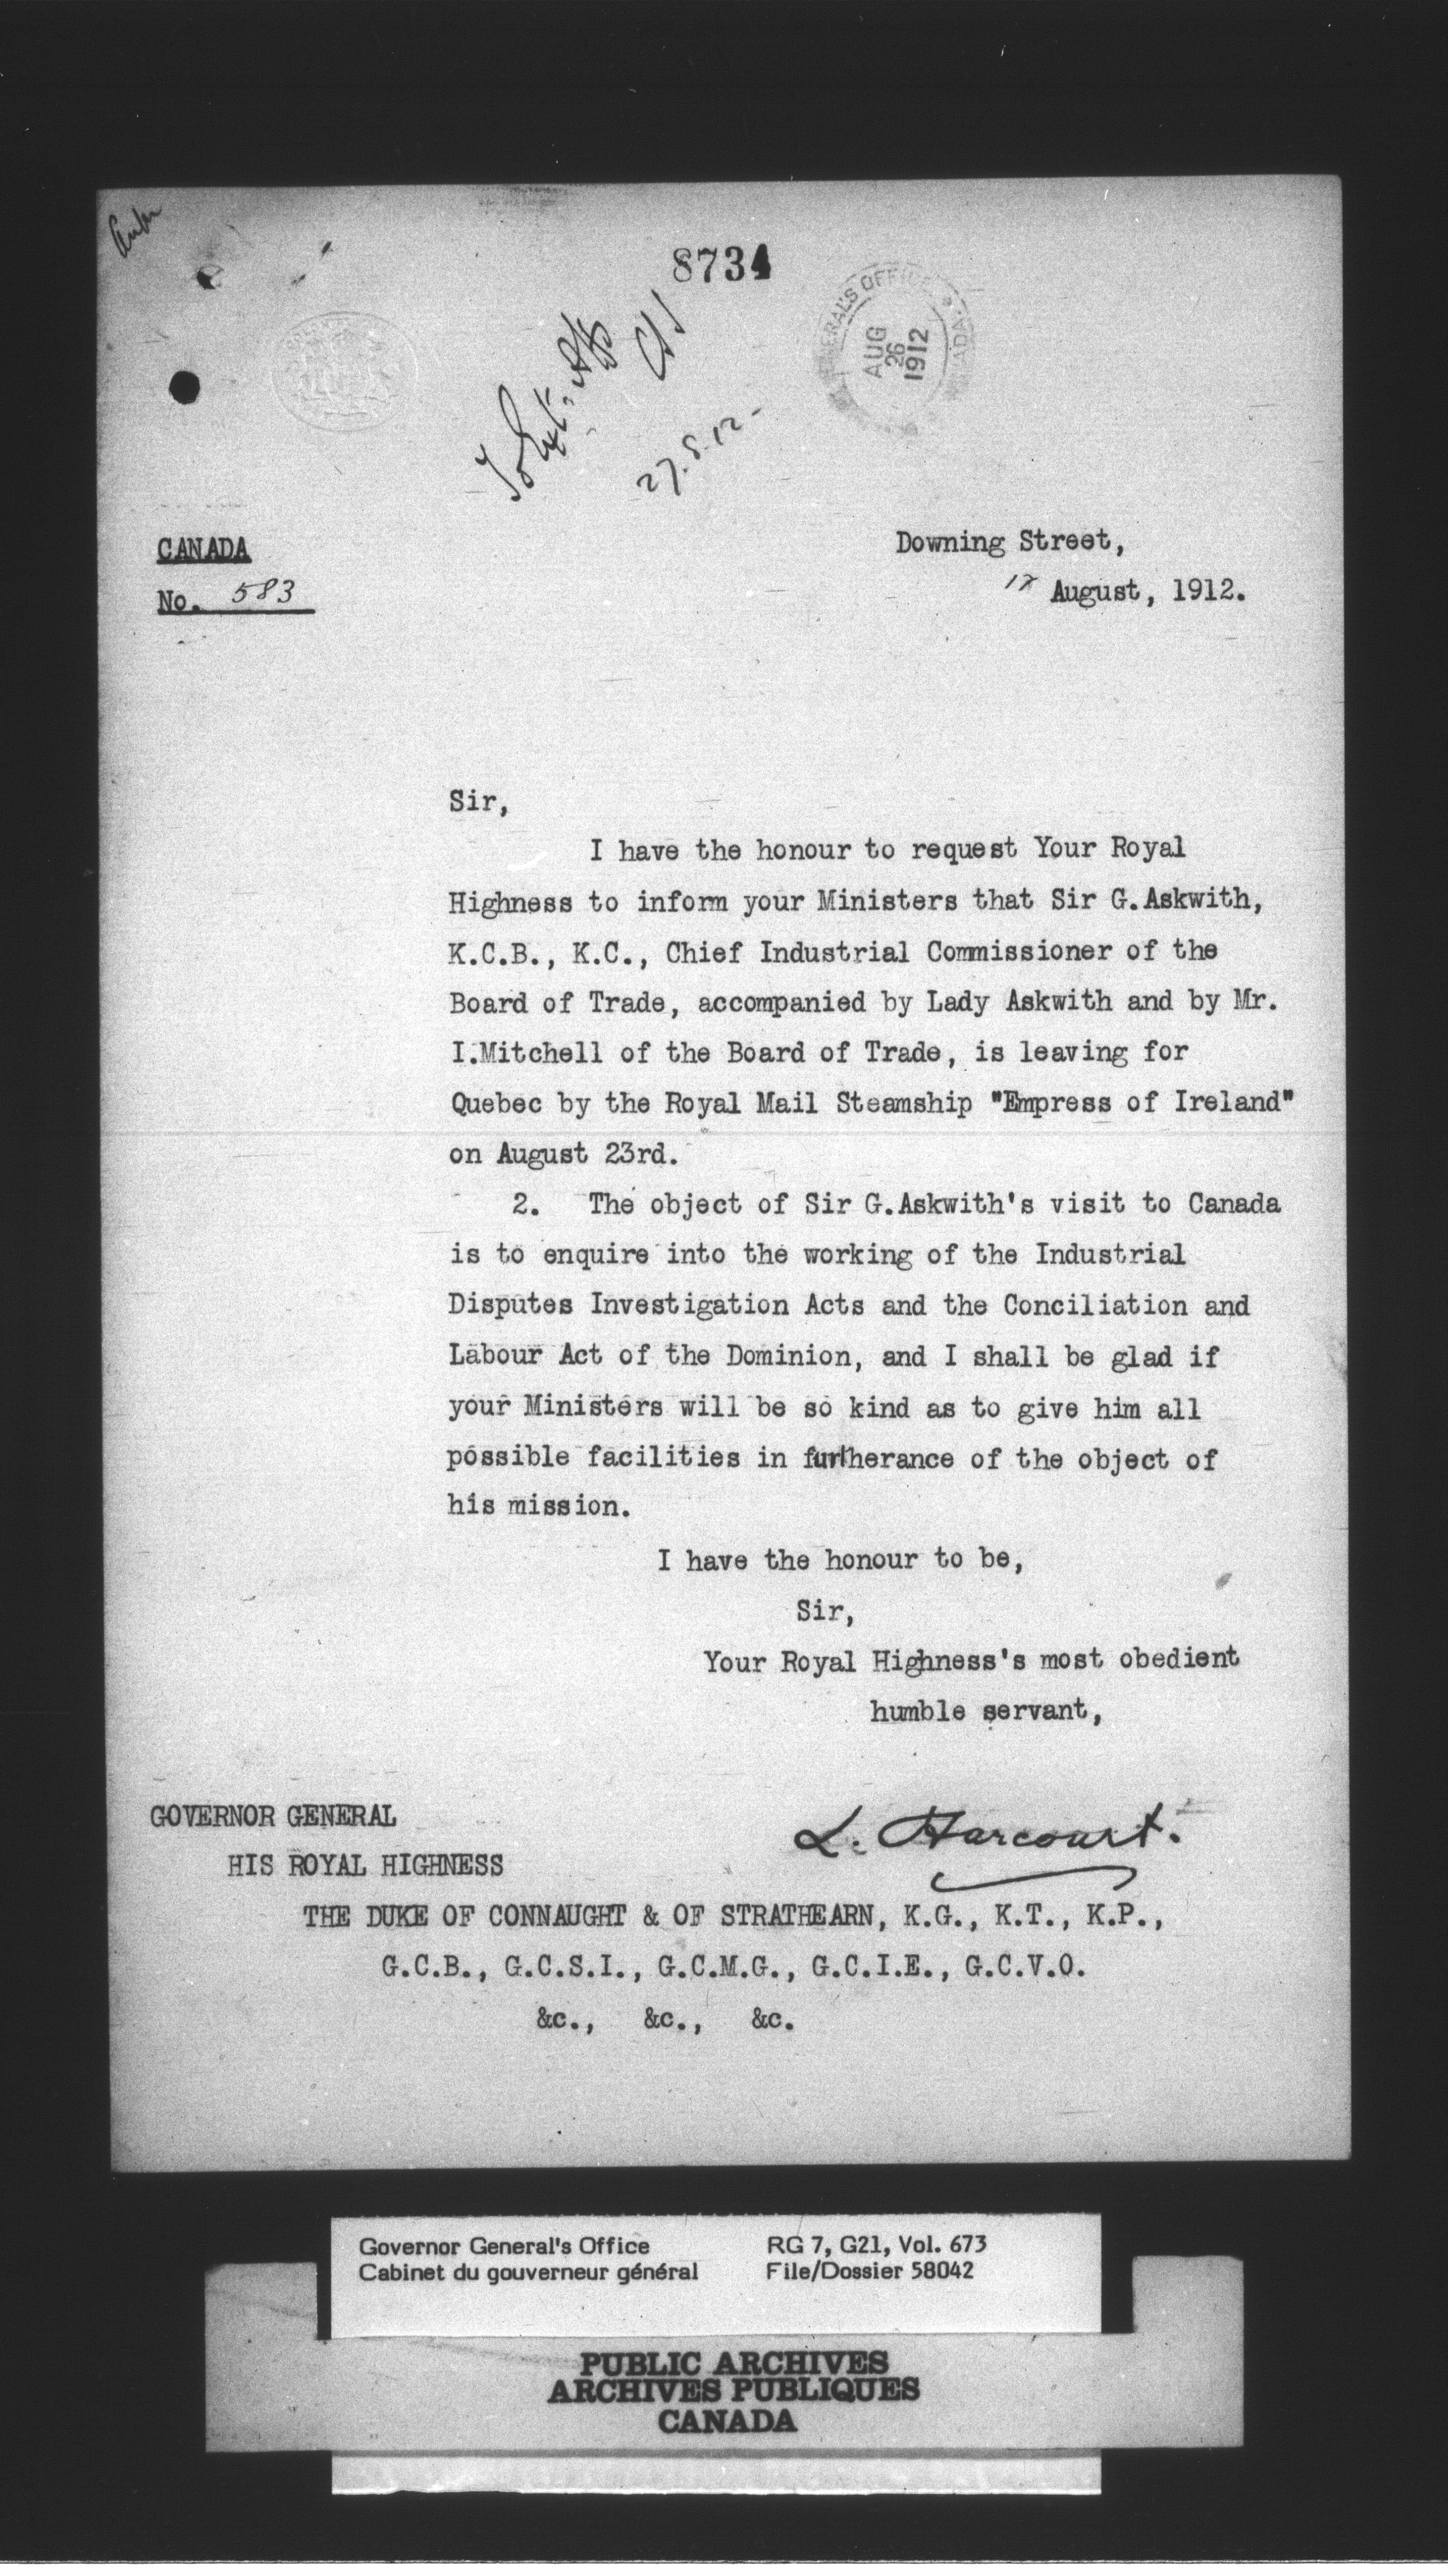 8734
GENERAL'S OFFICE
AUG
26
1912
27.8.12-
CANADA
No. 583
Downing Street,
August, 1912.
Sir,
I have the honour to request Your Royal
Highness to inform your Ministers that Sir G.Askwith,
K.C.B., K.C., Chief Industrial Commissioner of the
Board of Trade, accompanied by Lady Askwith and by Mr.
I.Mitchell of the Board of Trade, is leaving for
Quebec by the Royal Mail Steamship "Empress of Ireland"
on August 23rd.
2. The object of Sir G.Askwith's visit to Canada
is to enquire into the working of the Industrial
Disputes Investigation Acts and the Conciliation and
Labour Act of the Dominion, and I shall be glad if
your Ministers will be so kind as to give him all
possible facilities in furtherance of the object of
his mission.
I have the honour to be,
Sir,
Your Royal Highness's most obedient
humble servant,
L. Harcourt.
GOVERNOR GENERAL
HIS ROYAL HIGHNESS
THE DUKE OF CONNAUGHT & OF STRATHEARN, K.G., K.T., K.P.,
G.C.B., G.C.S.I., G.C.M.G., G.C.I.E., G.C.V.O.
&c., &c., &c.
Governor General's Office RG 7, G21, Vol. 673
Cabinet du gouverneur général File/Dossier 58042
PUBLIC ARCHIVES
ARCHIVES PUBLIQUES
CANADA